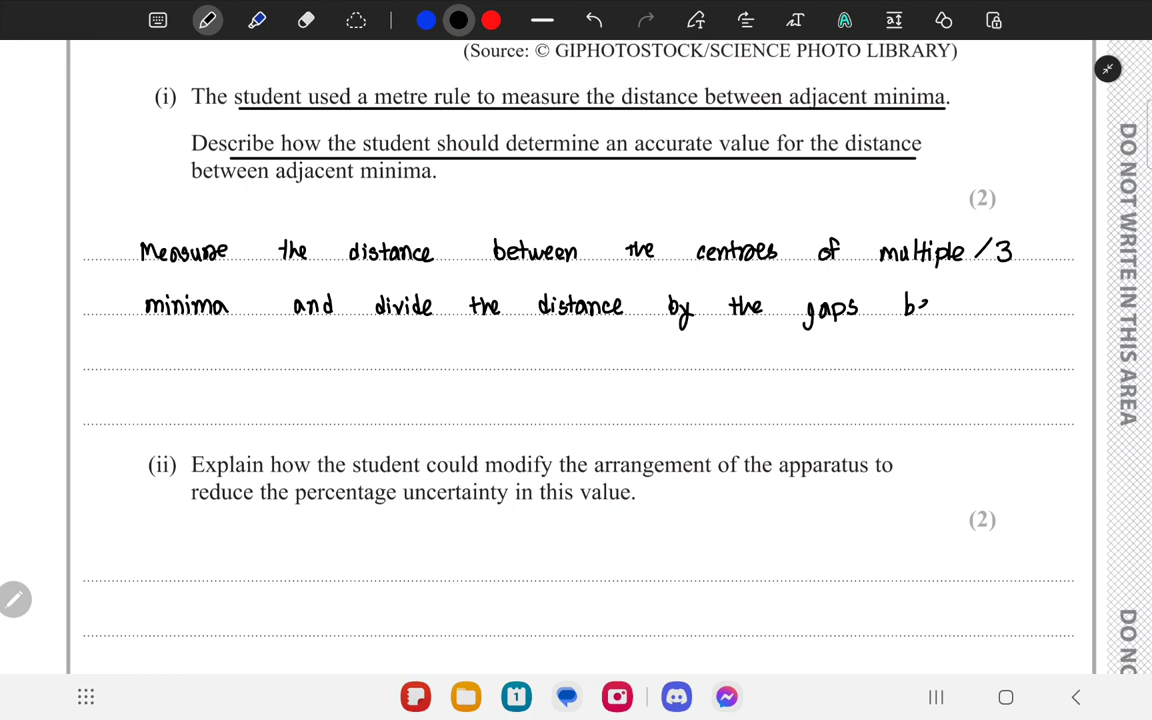 (Source: © GIPHOTOSTOCK/SCIENCE PHOTO LIBRARY)
(i) The student used a metre rule to measure the distance between adjacent minima.
Describe how the student should determine an accurate value for the distance
between adjacent minima.
(2)
Measure the distance between the centres of multiple / 3
minima and divide the distance by the gaps
(ii) Explain how the student could modify the arrangement of the apparatus to
reduce the percentage uncertainty in this value.
(2)
DO NOT WRITE IN THIS AREA
DO NO